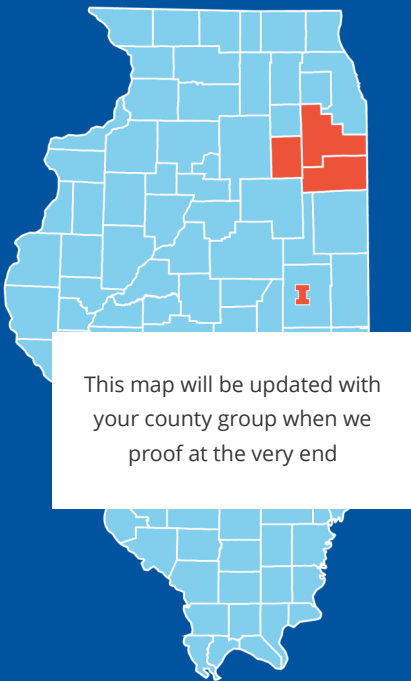 I
This map will be updated with
your county group when we
proof at the very end